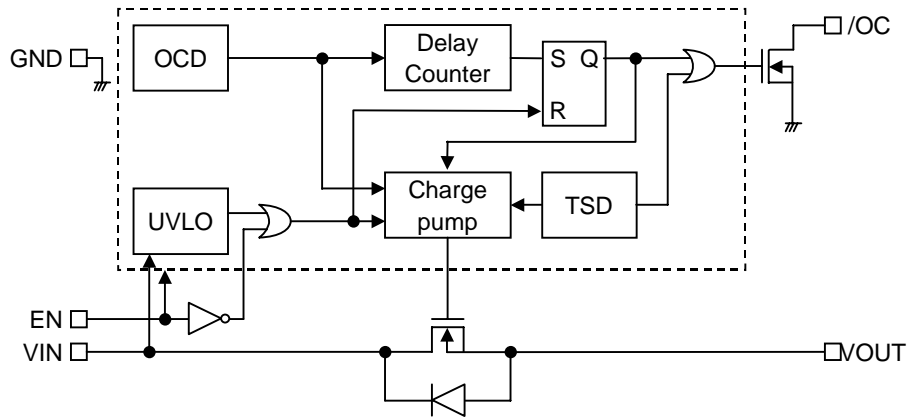 GND
OCD
Delay
Counter
S Q
R
/OC
UVLO
Charge
pump
TSD
EN
VIN
VOUT